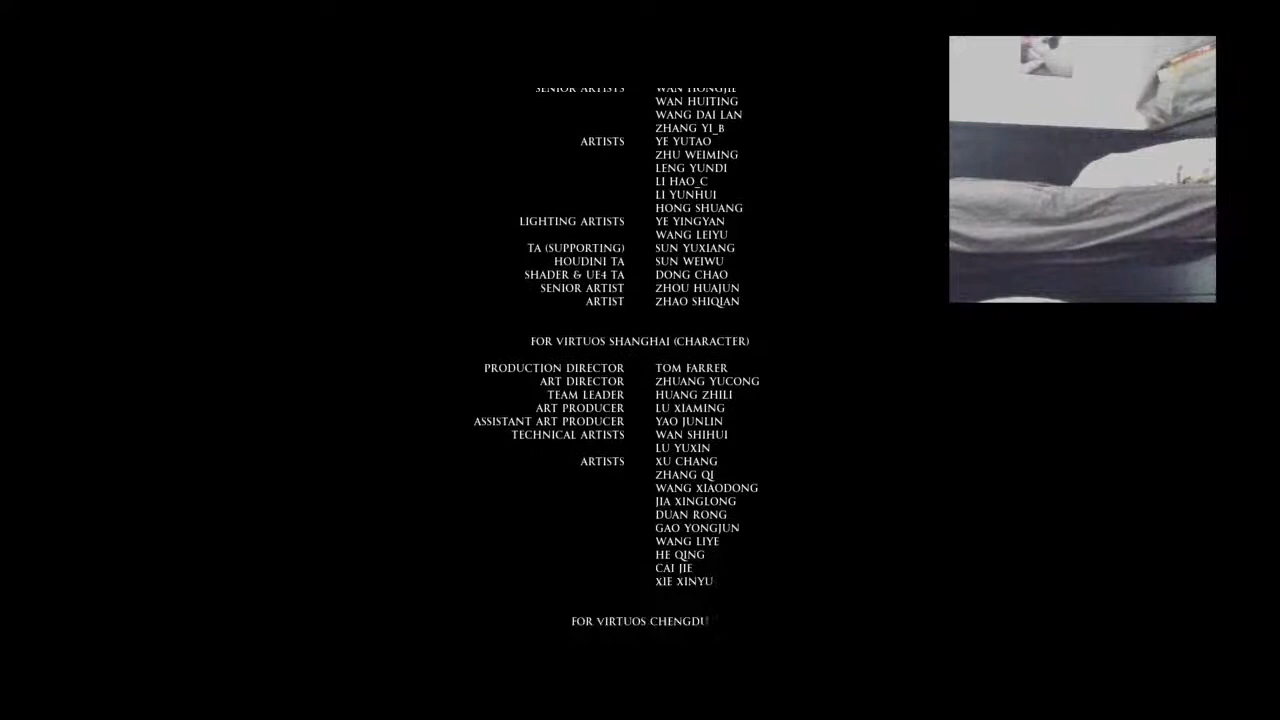 SENIOR ARTISTS WAN HONGJIE
WAN HUITING
WANG DAI LAN
ZHANG YI_B
ARTISTS YE YUTAO
ZHU WEIMING
LENG YUNDI
LI HAO_C
LI YUNHUI
HONG SHUANG
LIGHTING ARTISTS YE YINGYAN
WANG LEIYU
TA (SUPPORTING) SUN YUXIANG
HOUDINI TA SUN WEIWU
SHADER & UE4 TA DONG CHAO
SENIOR ARTIST ZHOU HUAJUN
ARTIST ZHAO SHIQIAN
FOR VIRTUOS SHANGHAI (CHARACTER)
PRODUCTION DIRECTOR TOM FARRER
ART DIRECTOR ZHUANG YUCONG
TEAM LEADER HUANG ZHILI
ART PRODUCER LU XIAMING
ASSISTANT ART PRODUCER YAO JUNLIN
TECHNICAL ARTISTS WAN SHIHUI
LU YUXIN
ARTISTS XU CHANG
ZHANG QI
WANG XIAODONG
JIA XINGLONG
DUAN RONG
GAO YONGJUN
WANG LIYE
HE QING
CAI JIE
XIE XINYU
FOR VIRTUOS CHENGDU